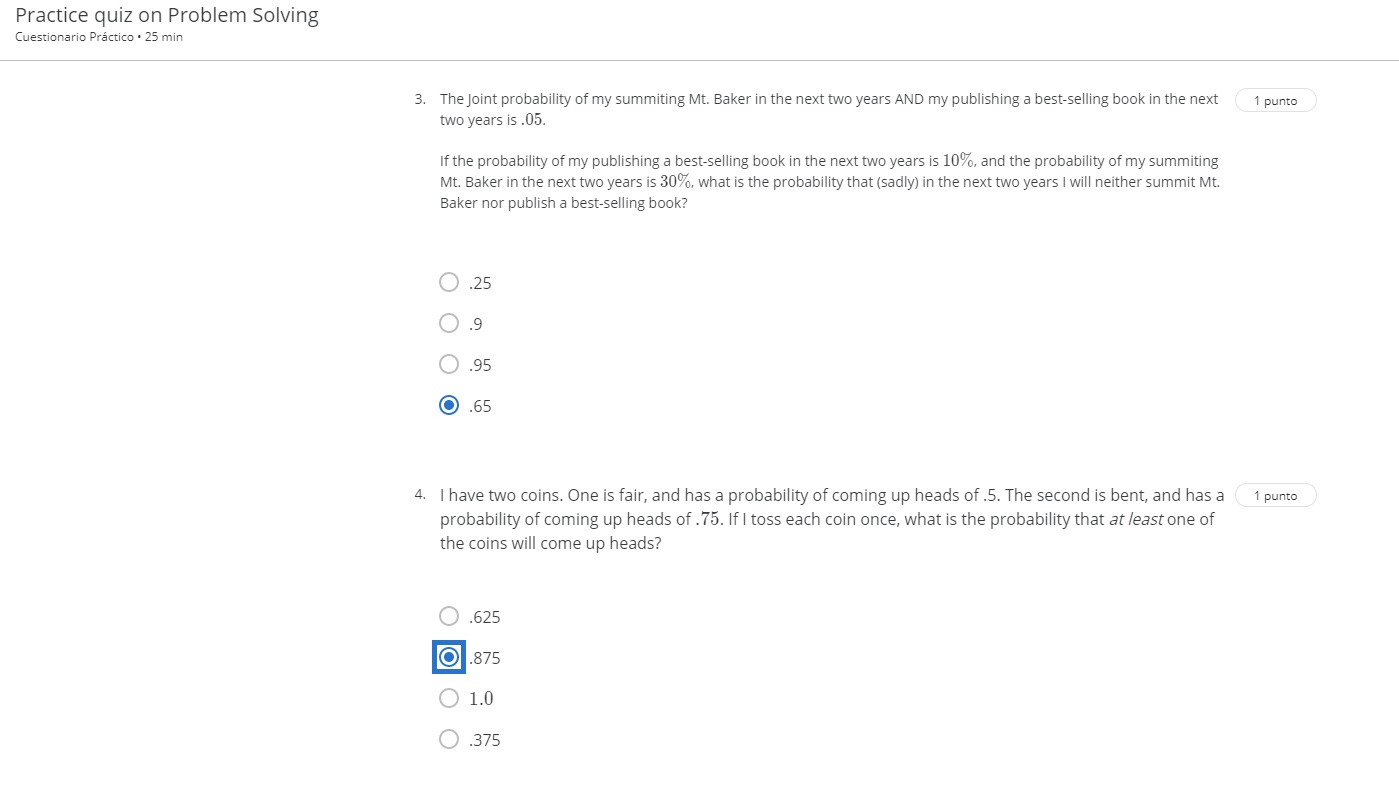 Practice quiz on Problem Solving
Cuestionario Práctico • 25 min
3. The Joint probability of my summiting Mt. Baker in the next two years AND my publishing a best-selling book in the next 1 punto
two years is .05.
If the probability of my publishing a best-selling book in the next two years is 10%, and the probability of my summiting
Mt. Baker in the next two years is 30%, what is the probability that (sadly) in the next two years I will neither summit Mt.
Baker nor publish a best-selling book?
.25
.9
.95
.65
4. I have two coins. One is fair, and has a probability of coming up heads of .5. The second is bent, and has a 1 punto
probability of coming up heads of .75. If I toss each coin once, what is the probability that at least one of
the coins will come up heads?
.625
.875
1.0
.375